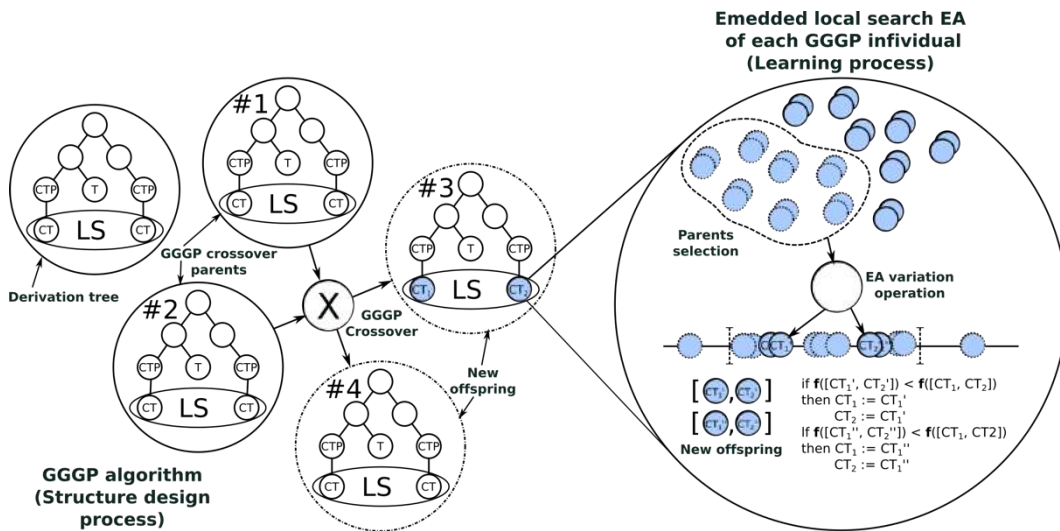 Emedded local search EA
of each GGGP infividual
(Learning process)
#1
CTP
T
CTP
CT
LS
CT
CTP
T
CTP
CT
LS
CT
#3
CTP
T
CTP
CT₁
LS
CT₂
GGGP crossover
parents
Derivation tree
#2
CTP
T
CTP
CT
LS
CT
X
GGGP
Crossover
New
offspring
#4
CTP
T
CTP
CT
LS
CT
GGGP algorithm
(Structure design
process)
Parents
selection
EA variation
operation
CT₁'
CT₂''
[CT₁', CT₂']
[CT₁'', CT₂'']
New offspring
if f([CT₁', CT₂']) < f([CT₁, CT₂])
then CT₁ := CT₁'
CT₂ := CT₁'
If f([CT₁'', CT₂'']) < f([CT₁, CT2])
then CT₁ := CT₁''
CT₂ := CT₁''